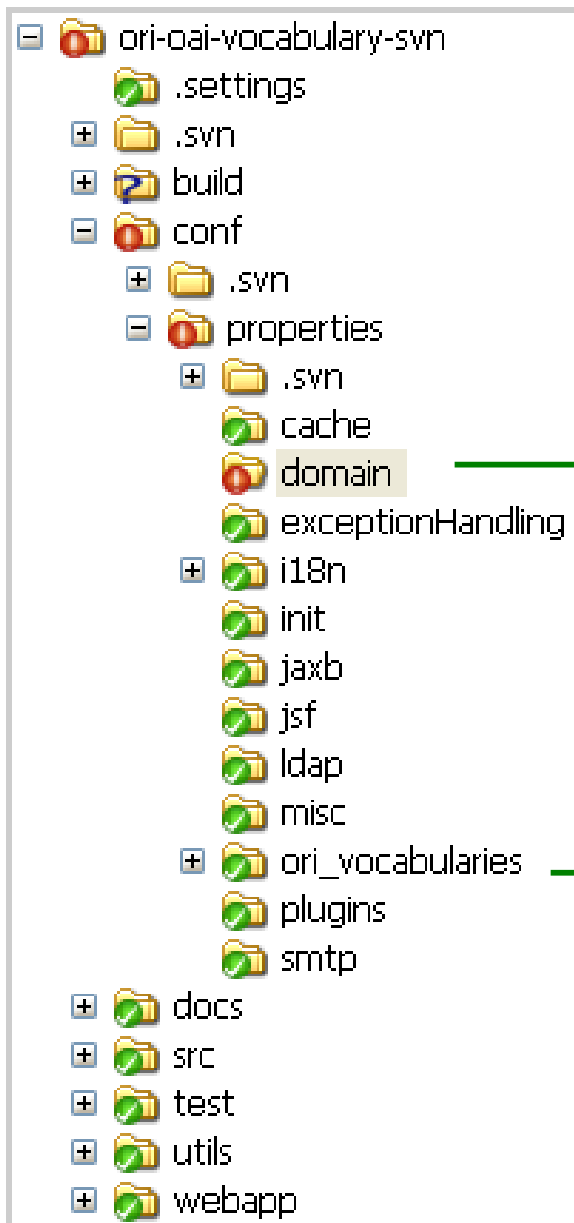 ori-oai-vocabulary-svn
.settings
.svn
build
conf
.svn
properties
.svn
cache
domain
exceptionHandling
i18n
init
jaxb
jsf
ldap
misc
ori_vocabularies
plugins
smtp
docs
src
test
utils
webapp